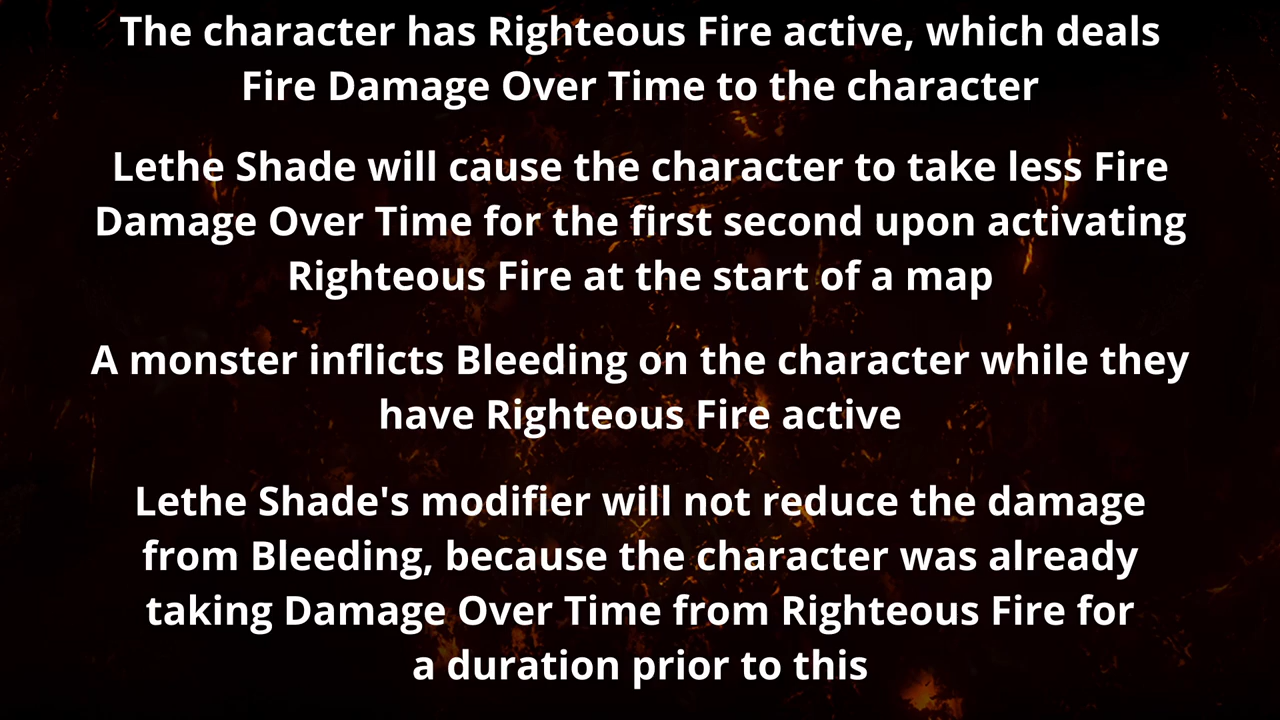 The character has Righteous Fire active, which deals
Fire Damage Over Time to the character
Lethe Shade will cause the character to take less Fire
Damage Over Time for the first second upon activating
Righteous Fire at the start of a map
A monster inflicts Bleeding on the character while they
have Righteous Fire active
Lethe Shade's modifier will not reduce the damage
from Bleeding, because the character was already
taking Damage Over Time from Righteous Fire for
a duration prior to this